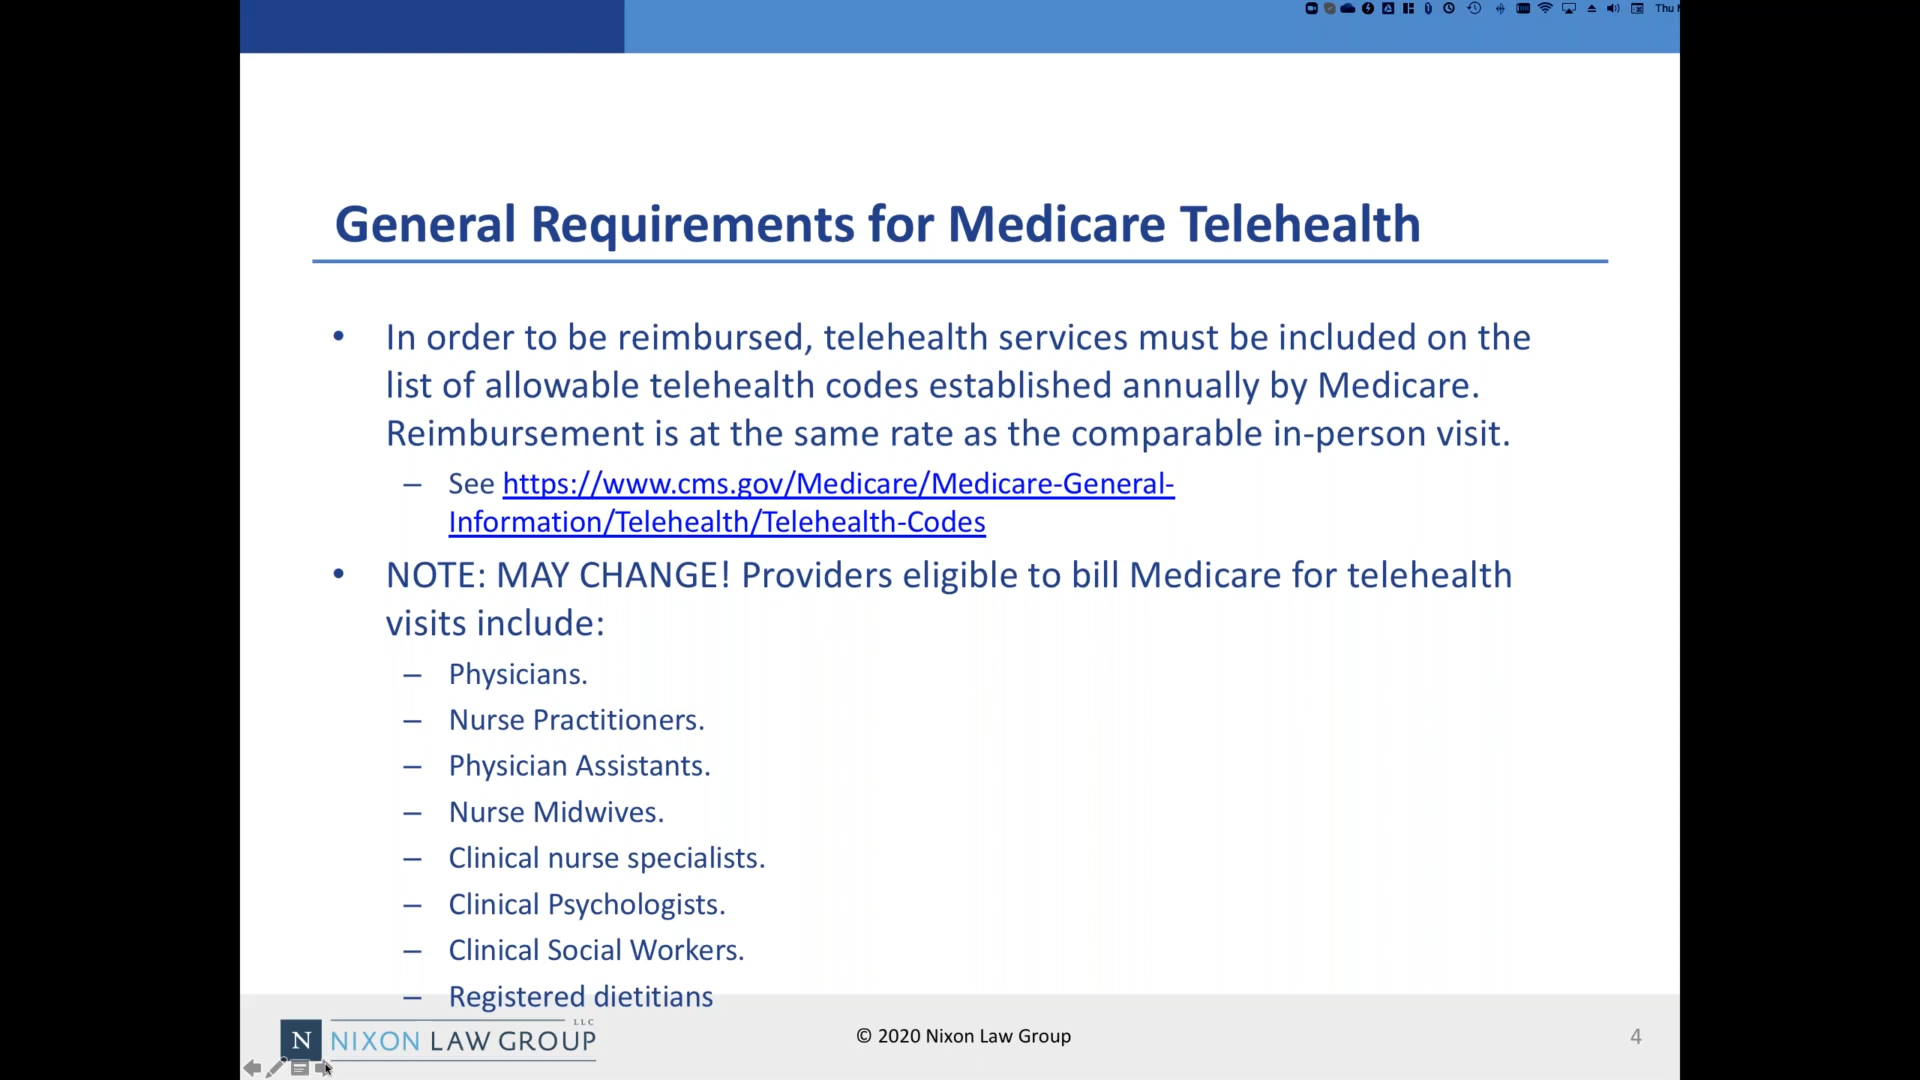 Thu
General Requirements for Medicare Telehealth
• In order to be reimbursed, telehealth services must be included on the
list of allowable telehealth codes established annually by Medicare.
Reimbursement is at the same rate as the comparable in-person visit.
– See https://www.cms.gov/Medicare/Medicare-General-
Information/Telehealth/Telehealth-Codes
• NOTE: MAY CHANGE! Providers eligible to bill Medicare for telehealth
visits include:
– Physicians.
– Nurse Practitioners.
– Physician Assistants.
– Nurse Midwives.
– Clinical nurse specialists.
– Clinical Psychologists.
– Clinical Social Workers.
– Registered dietitians
LLC
N NIXON LAW GROUP
© 2020 Nixon Law Group
4